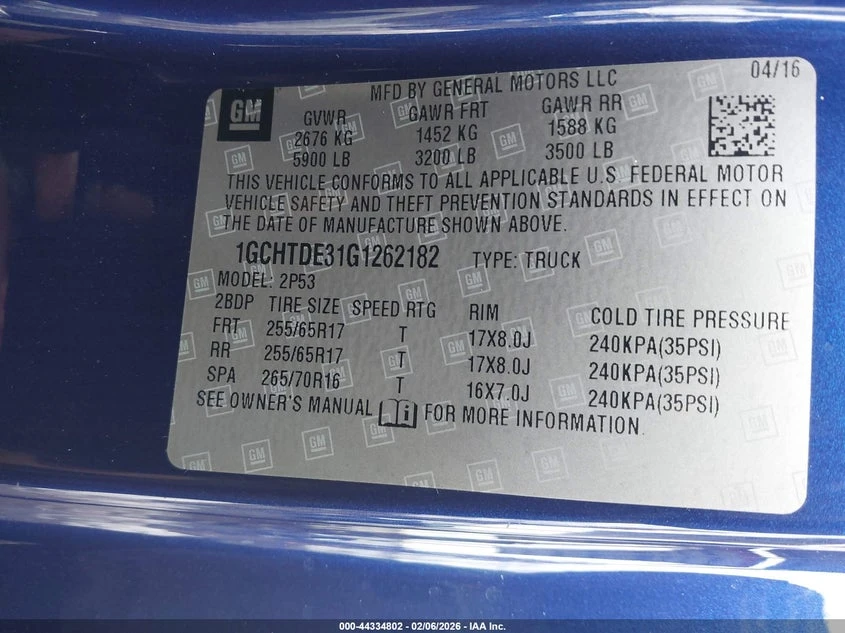 04/16
MFD BY GENERAL MOTORS LLC
GM
GVWR GAWR FRT GAWR RR
2676 KG 1452 KG 1588 KG
5900 LB 3200 LB 3500 LB
THIS VEHICLE CONFORMS TO ALL APPLICABLE U.S. FEDERAL MOTOR
VEHICLE SAFETY AND THEFT PREVENTION STANDARDS IN EFFECT ON
THE DATE OF MANUFACTURE SHOWN ABOVE.
1GCHTDE31G1262182 TYPE: TRUCK
MODEL: 2P53
2BDP TIRE SIZE SPEED RTG RIM COLD TIRE PRESSURE
FRT 255/65R17 T 17X8.0J 240KPA(35PSI)
RR 255/65R17 T 17X8.0J 240KPA(35PSI)
SPA 265/70R16 T 16X7.0J 240KPA(35PSI)
SEE OWNER'S MANUAL FOR MORE INFORMATION.
000-44334802 - 02/06/2026 - IAA Inc.